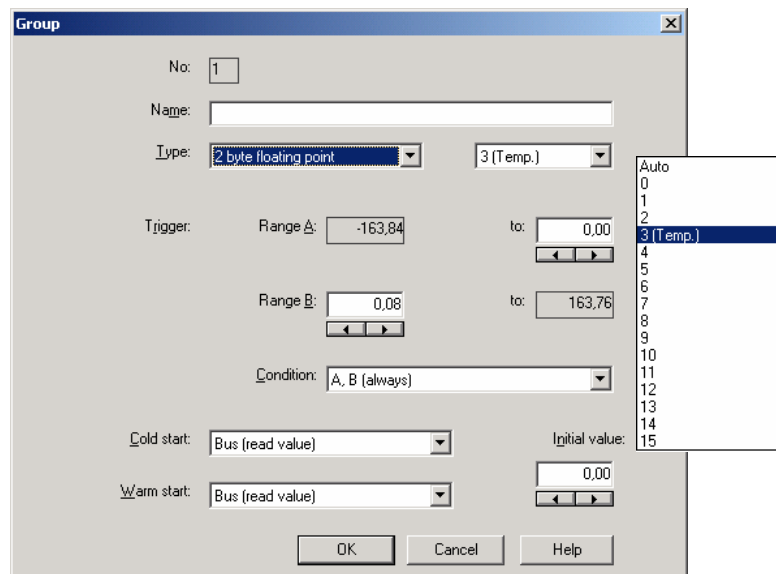 Group
No: 1
Name:
Type: 2 byte floating point 3 (Temp.)
Trigger: Range A: -163,84 to: 0,00
Range B: 0,08 to: 163,76
Condition: A, B (always)
Cold start: Bus (read value) Initial value:
0,00
Warm start: Bus (read value)
OK Cancel Help
Auto
0
1
2
3 (Temp.)
4
5
6
7
8
9
10
11
12
13
14
15